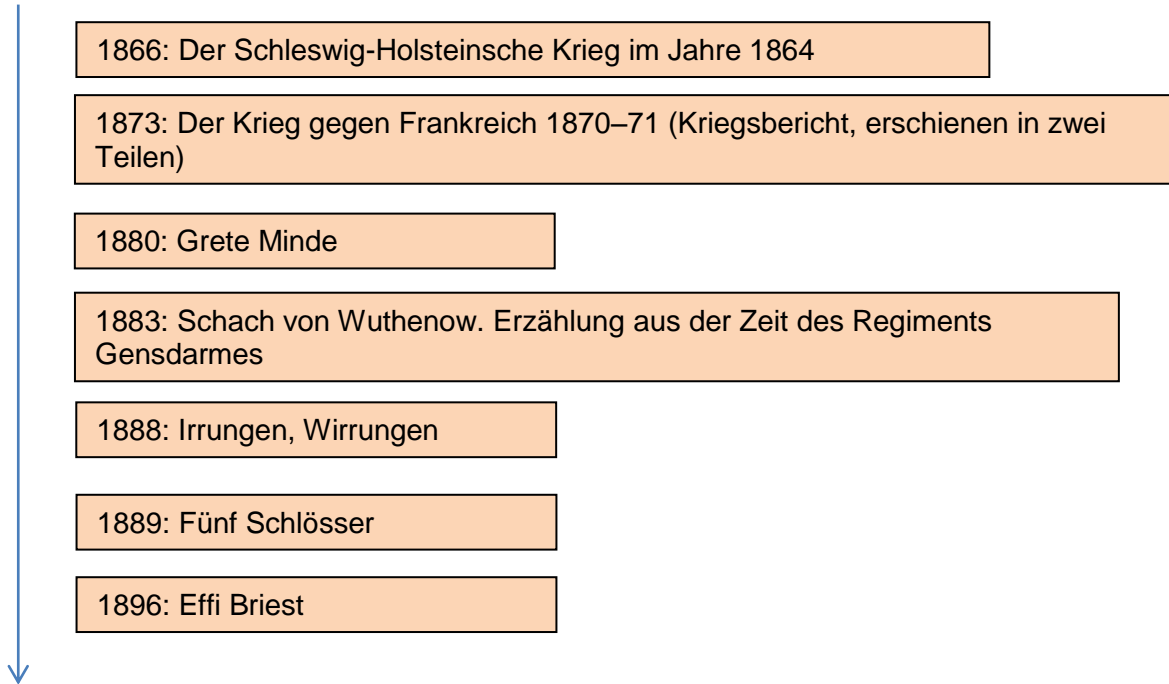 1866: Der Schleswig-Holsteinsche Krieg im Jahre 1864
1873: Der Krieg gegen Frankreich 1870–71 (Kriegsbericht, erschienen in zwei
Teilen)
1880: Grete Minde
1883: Schach von Wuthenow. Erzählung aus der Zeit des Regiments
Gensdarmes
1888: Irrungen, Wirrungen
1889: Fünf Schlösser
1896: Effi Briest